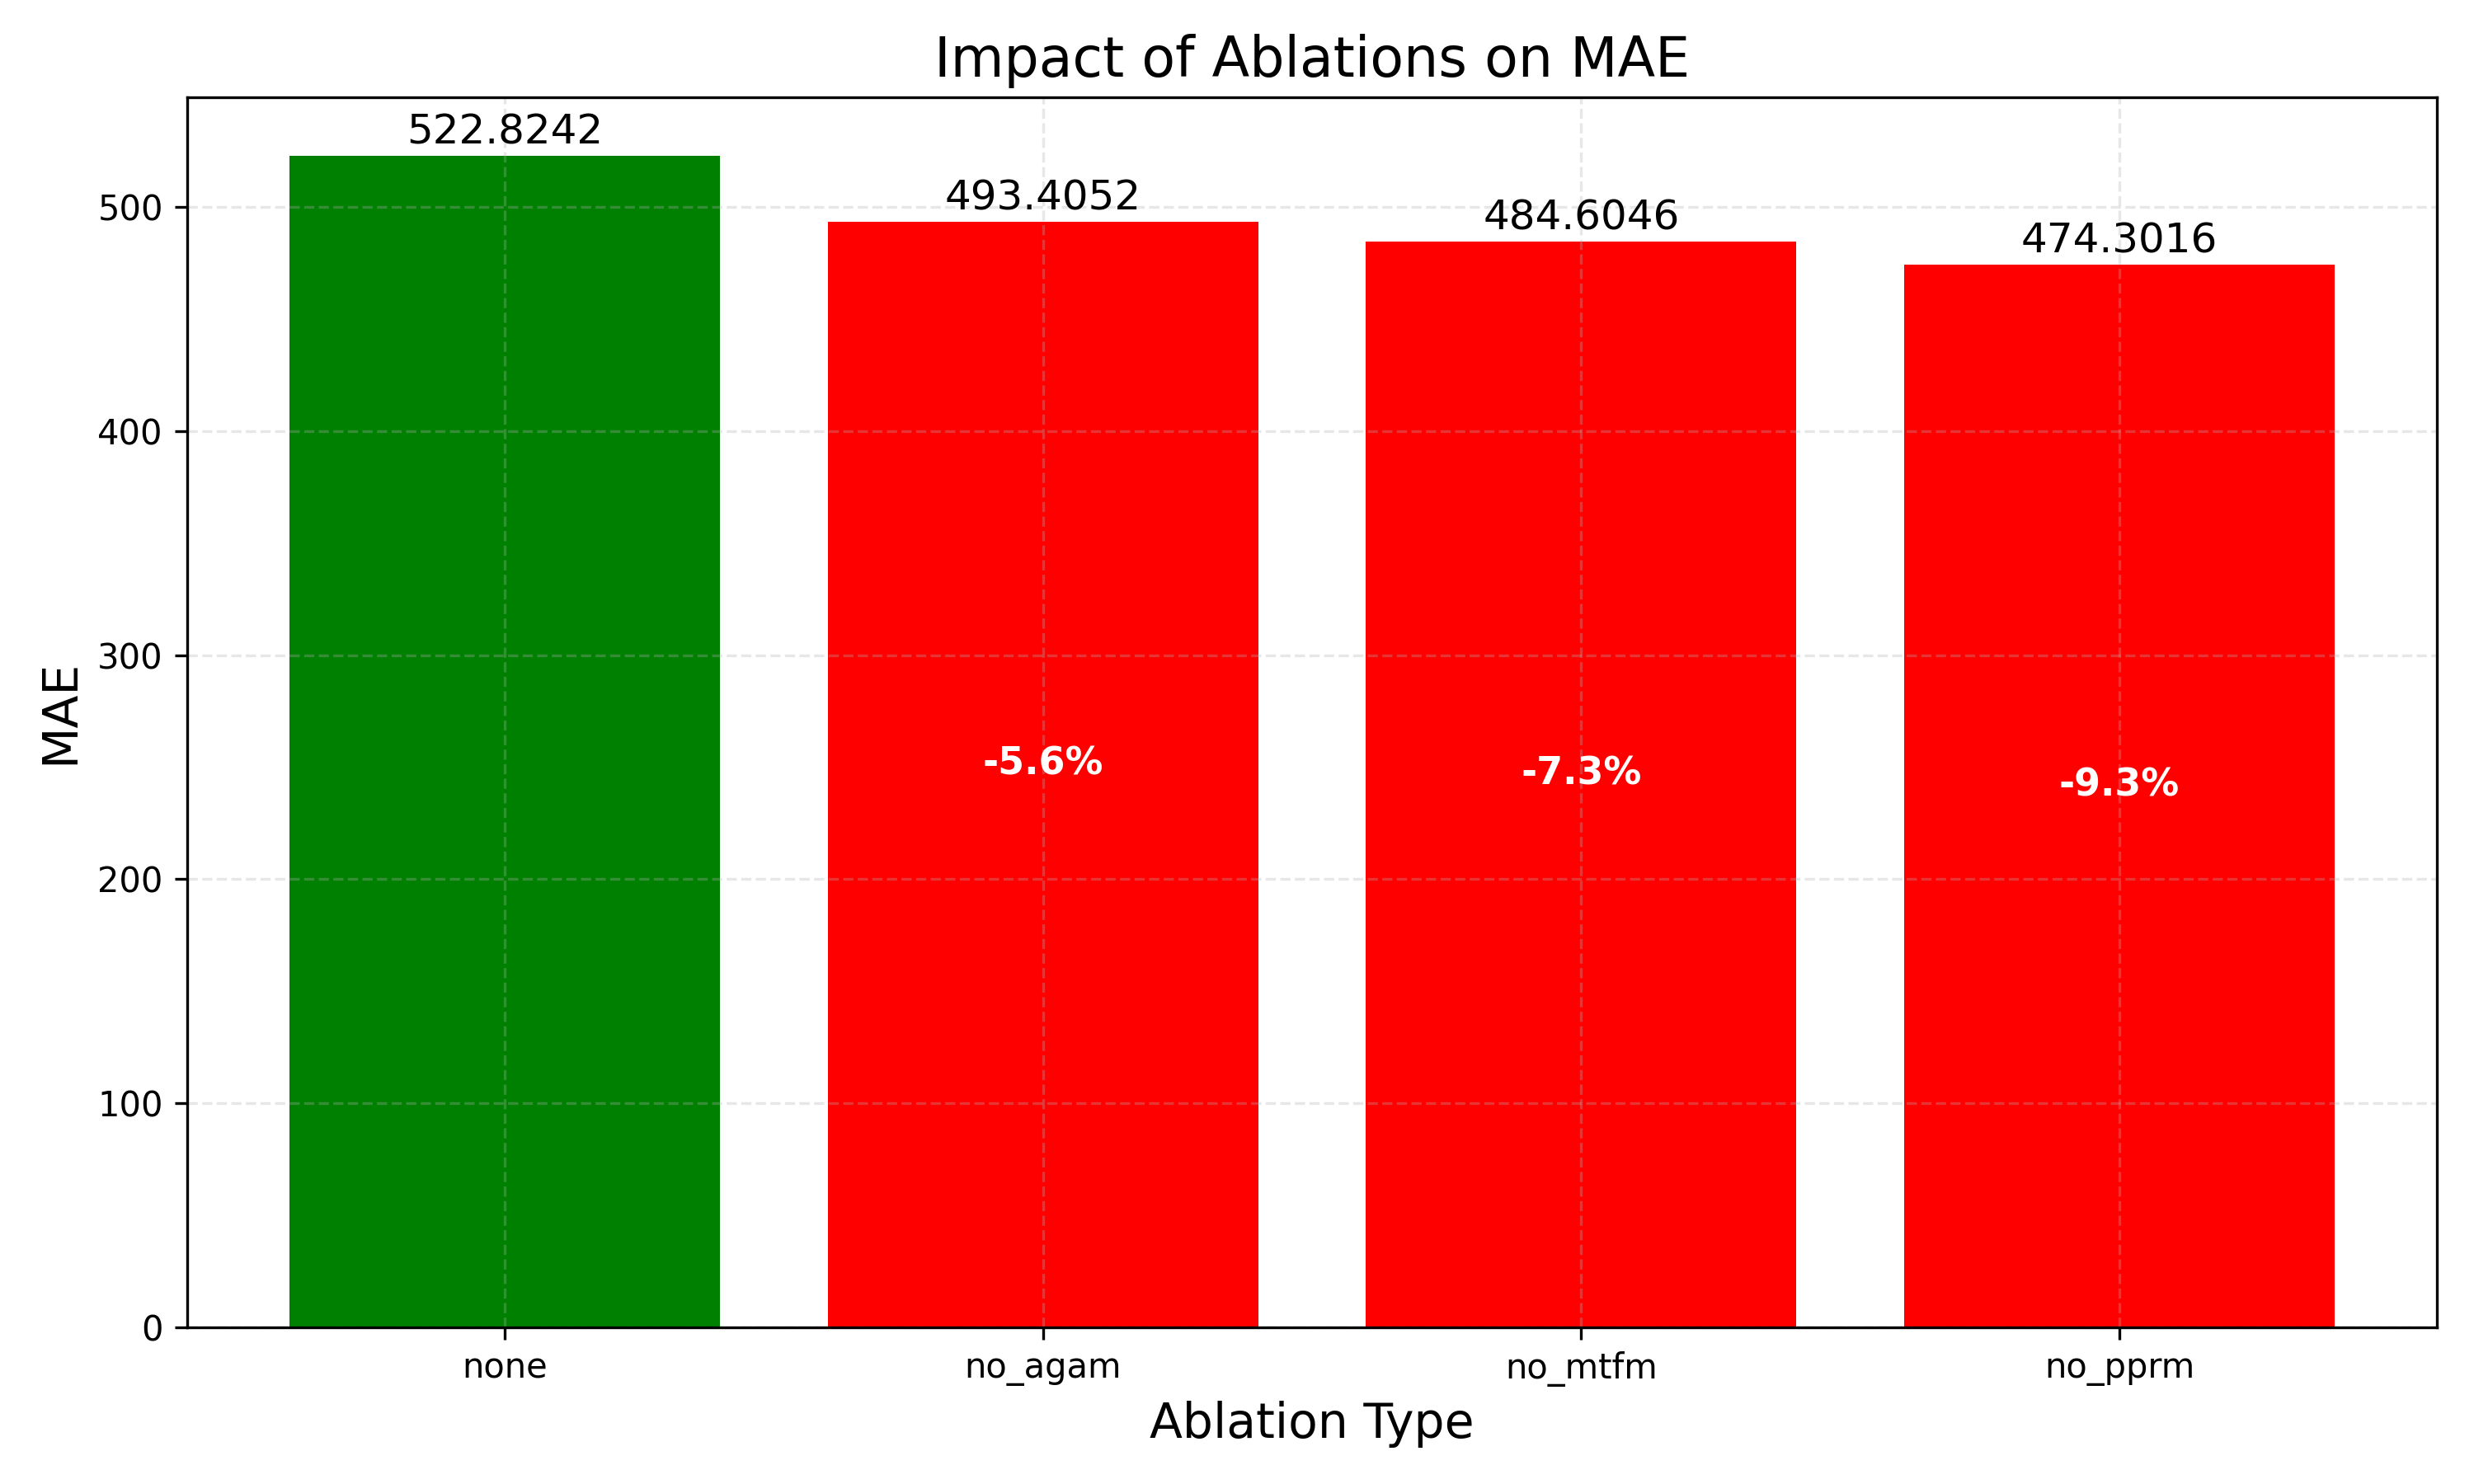 Impact of Ablations on MAE
522.8242
493.4052
484.6046
474.3016
500
400
300
200
100
0
MAE
-5.6%
-7.3%
-9.3%
none
no_agam
no_mtfm
no_pprm
Ablation Type